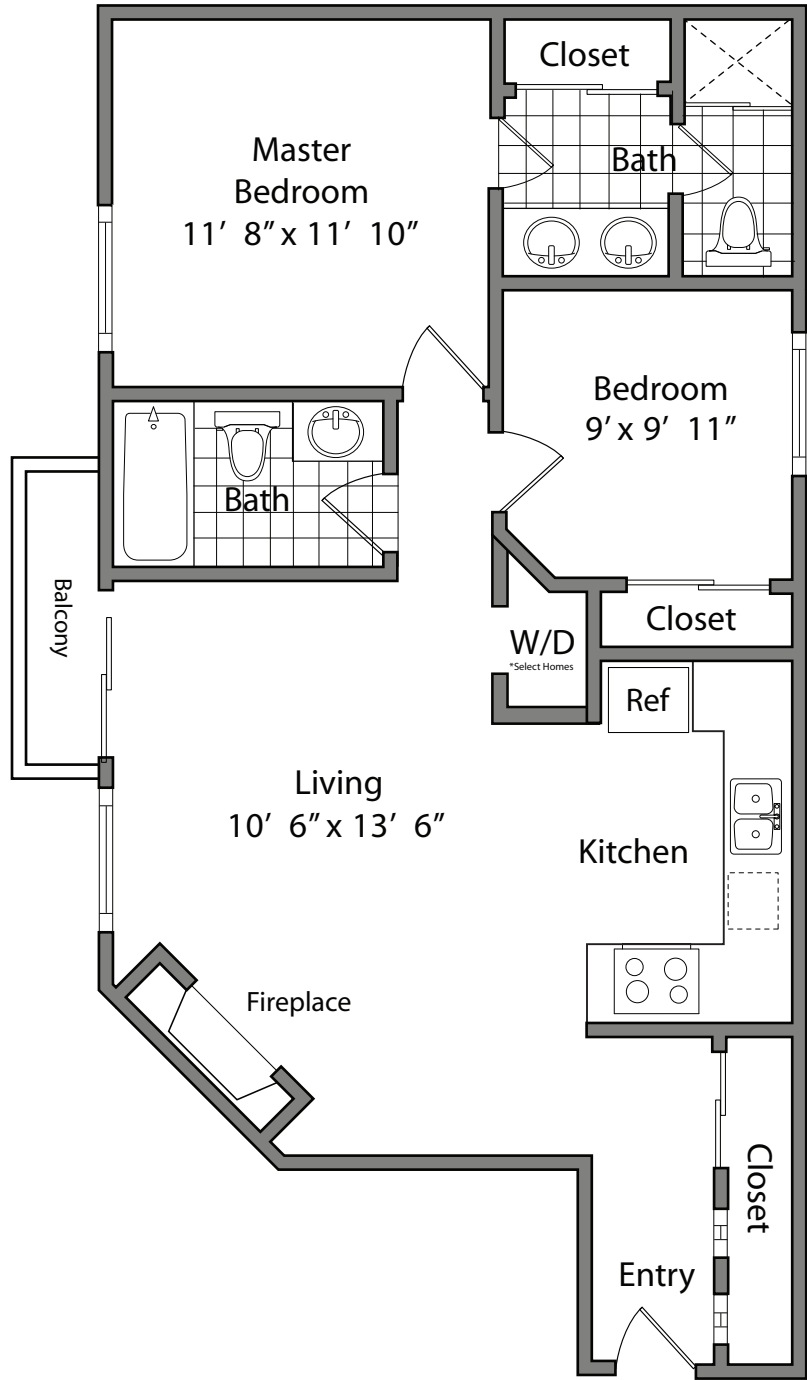 Closet
Master
Bedroom
11’ 8” x 11’ 10”
Bath
Bedroom
9’ x 9’ 11”
Bath
Balcony
Closet
W/D
*Select Homes
Ref
Living
10’ 6” x 13’ 6”
Kitchen
Fireplace
Closet
Entry